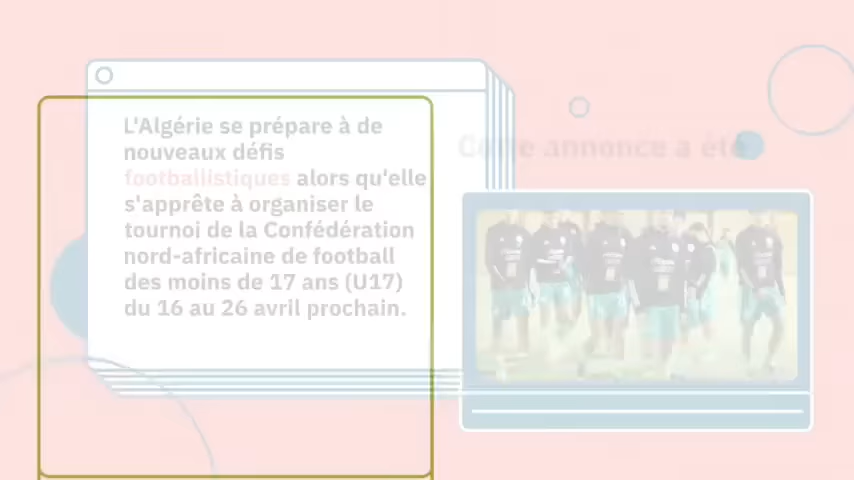 L'Algérie se prépare à de
nouveaux défis
footballistiques alors qu'elle
s'apprête à organiser le
tournoi de la Confédération
nord-africaine de football
des moins de 17 ans (U17)
du 16 au 26 avril prochain.
Cette annonce a été